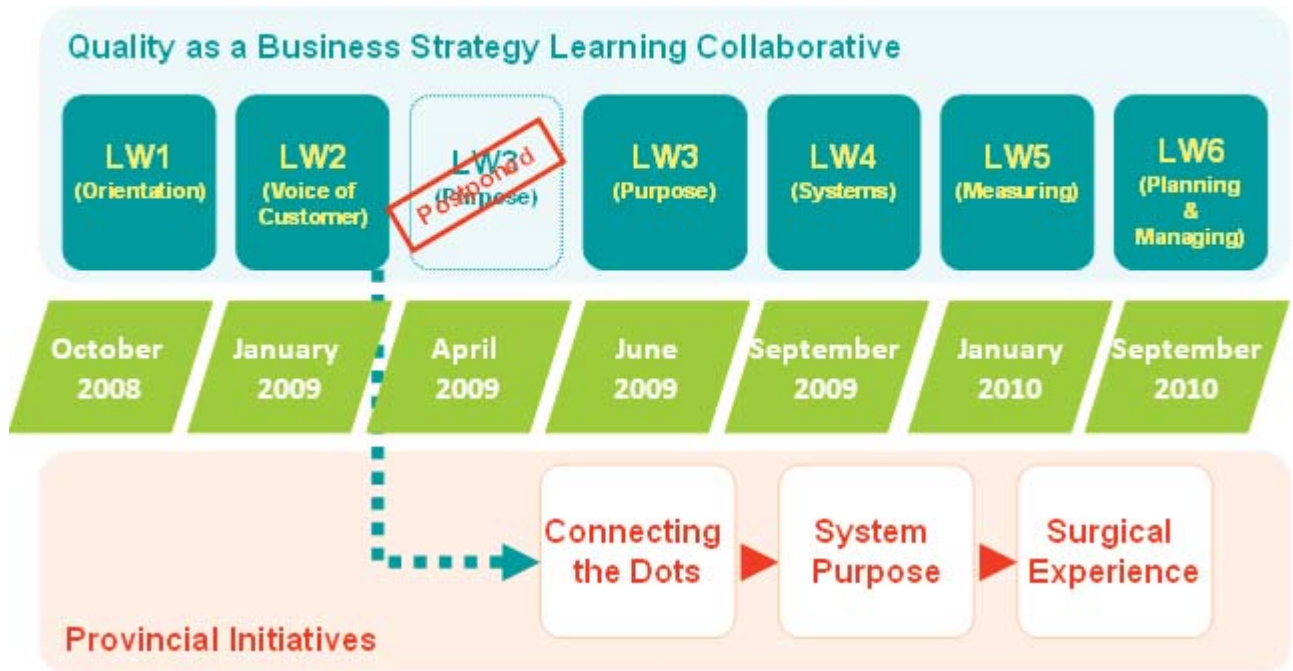 Quality as a Business Strategy Learning Collaborative
LW1
(Orientation)
LW2
(Voice of
Customer)
LW3
(Purpose)
Postponed
LW3
(Purpose)
LW4
(Systems)
LW5
(Measuring)
LW6
(Planning
&
Managing)
October
2008
January
2009
April
2009
June
2009
September
2009
January
2010
September
2010
Connecting
the Dots
System
Purpose
Surgical
Experience
Provincial Initiatives